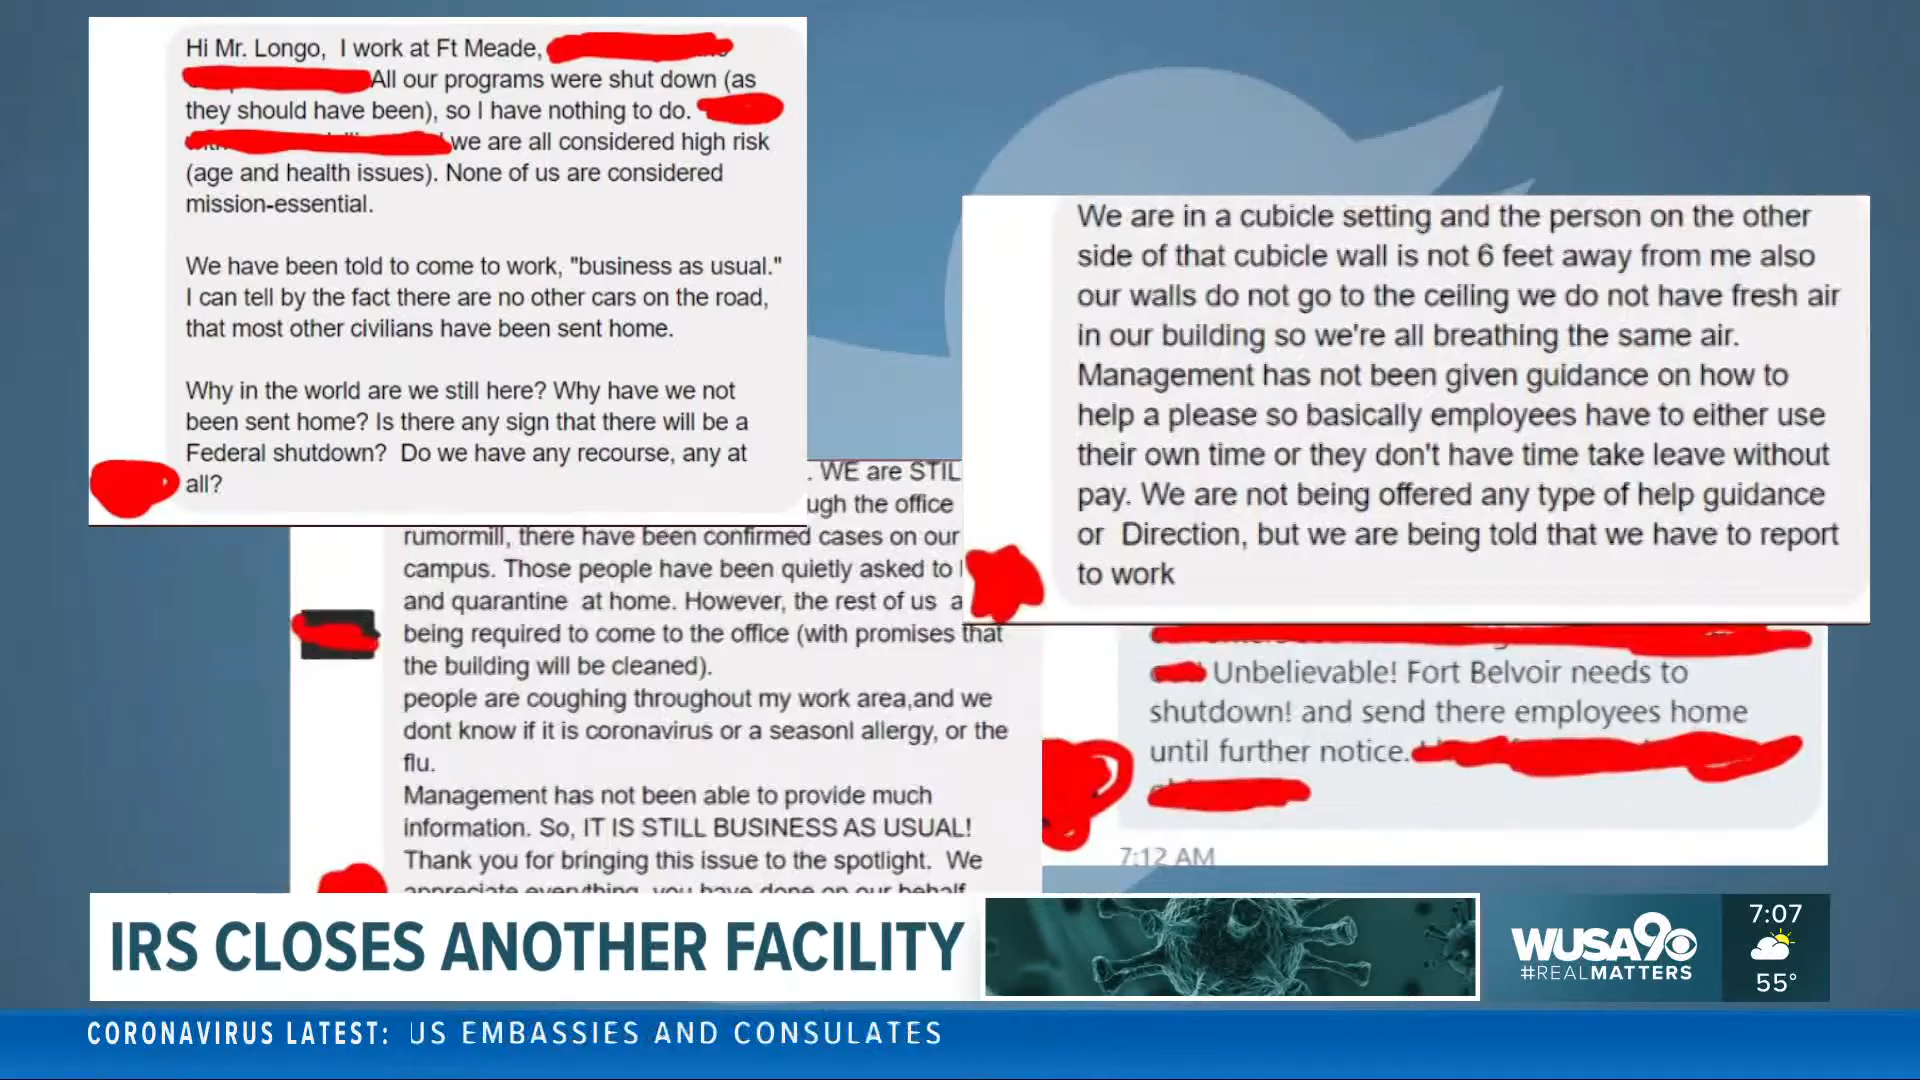 Hi Mr. Longo,  I work at Ft Meade,
All our programs were shut down (as
they should have been), so I have nothing to do.
we are all considered high risk
(age and health issues). None of us are considered
mission-essential.
We have been told to come to work, "business as usual."
I can tell by the fact there are no other cars on the road,
that most other civilians have been sent home.
Why in the world are we still here? Why have we not
been sent home? Is there any sign that there will be a
Federal shutdown?  Do we have any recourse, any at
all?
. WE are STIL
ugh the office
rumormill, there have been confirmed cases on our
campus. Those people have been quietly asked to
and quarantine  at home. However, the rest of us  a
being required to come to the office (with promises that
the building will be cleaned).
people are coughing throughout my work area,and we
dont know if it is coronavirus or a seasonl allergy, or the
flu.
Management has not been able to provide much
information. So, IT IS STILL BUSINESS AS USUAL!
Thank you for bringing this issue to the spotlight.  We
appreciate everything  you have done on our behalf
We are in a cubicle setting and the person on the other
side of that cubicle wall is not 6 feet away from me also
our walls do not go to the ceiling we do not have fresh air
in our building so we're all breathing the same air.
Management has not been given guidance on how to
help a please so basically employees have to either use
their own time or they don't have time take leave without
pay. We are not being offered any type of help guidance
or  Direction, but we are being told that we have to report
to work
Unbelievable! Fort Belvoir needs to
shutdown! and send there employees home
until further notice.
7:12 AM
IRS CLOSES ANOTHER FACILITY
WUSA9
#REALMATTERS
7:07
55°
CORONAVIRUS LATEST: US EMBASSIES AND CONSULATES